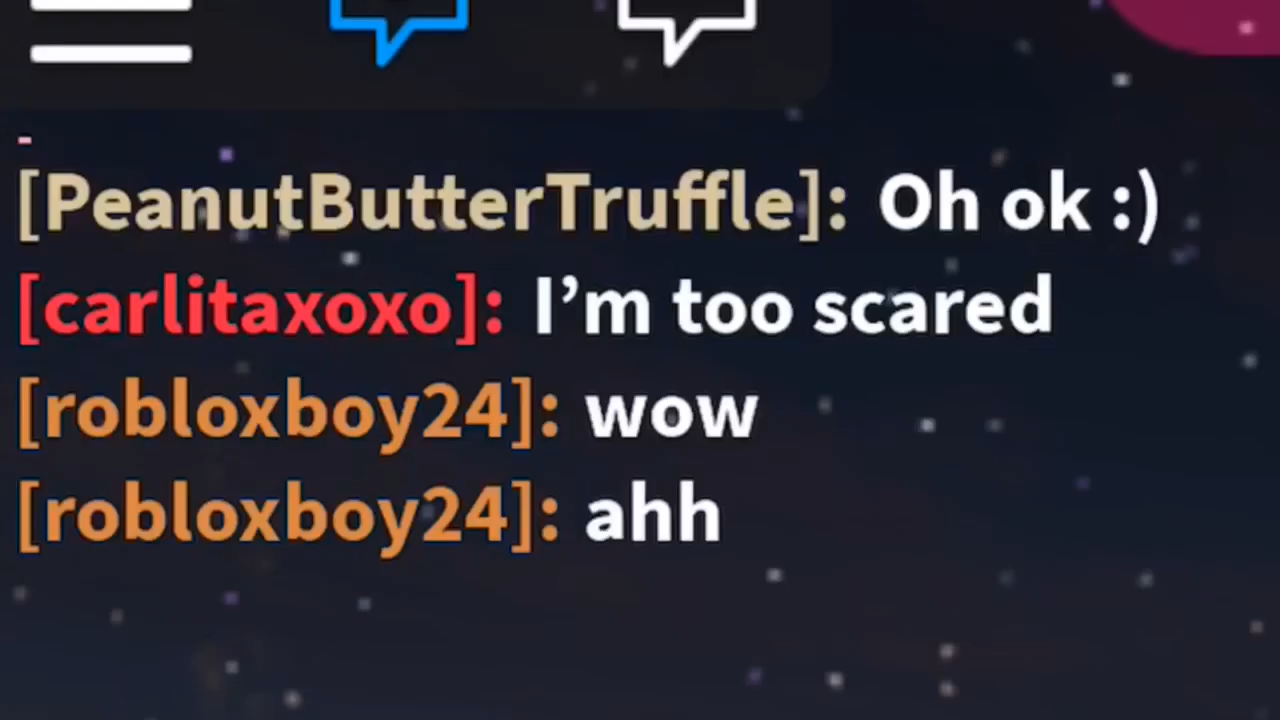 [PeanutButterTruffle]: Oh ok :)
[carlitaxoxo]: I’m too scared
[robloxboy24]: wow
[robloxboy24]: ahh